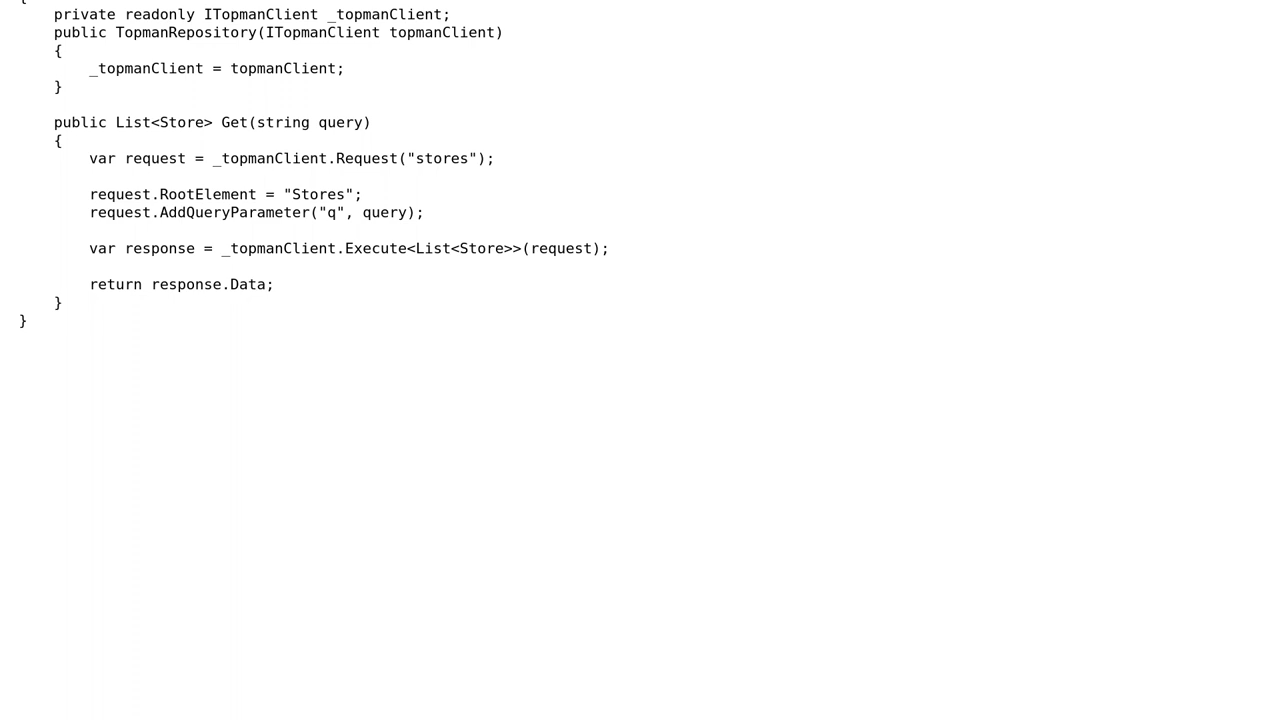 {
    private readonly ITopmanClient _topmanClient;
    public TopmanRepository(ITopmanClient topmanClient)
    {
        _topmanClient = topmanClient;
    }

    public List<Store> Get(string query)
    {
        var request = _topmanClient.Request("stores");

        request.RootElement = "Stores";
        request.AddQueryParameter("q", query);

        var response = _topmanClient.Execute<List<Store>>(request);

        return response.Data;
    }
}